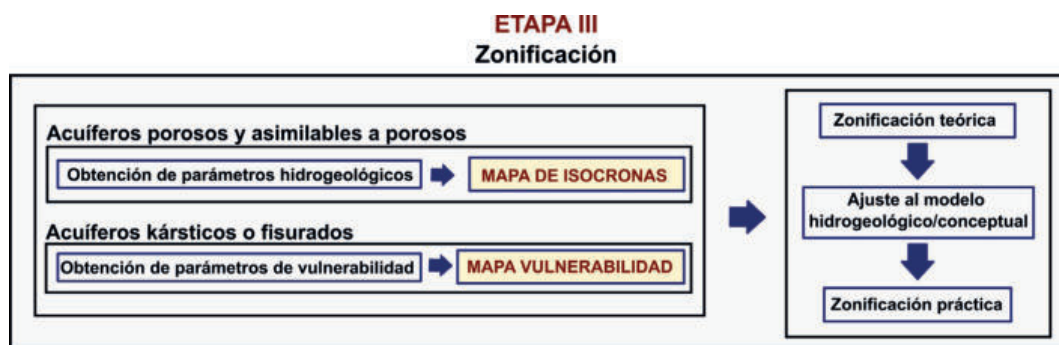 ETAPA III
Zonificación
Acuíferos porosos y asimilables a porosos
Obtención de parámetros hidrogeológicos
MAPA DE ISOCRONAS
Acuíferos kársticos o fisurados
Obtención de parámetros de vulnerabilidad
MAPA VULNERABILIDAD
Zonificación teórica
Ajuste al modelo
hidrogeológico/conceptual
Zonificación práctica